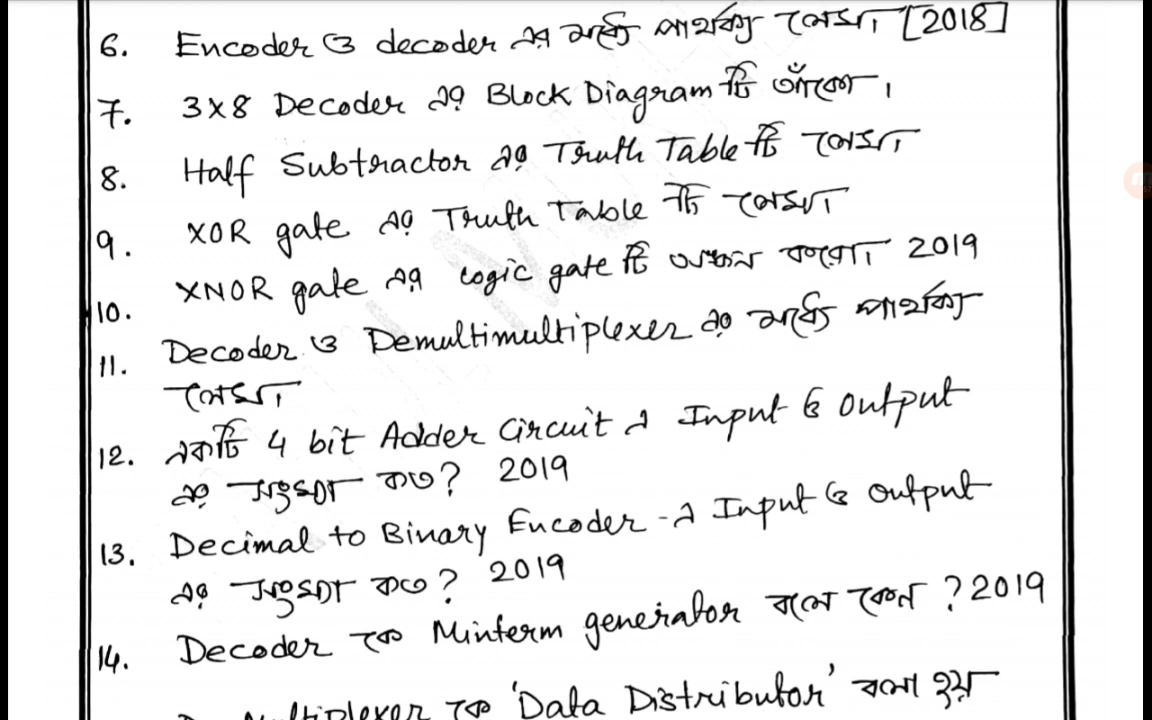 6. Encoder ও decoder এর মধ্যে পার্থক্য লেখো [2018]
7. 3X8 Decoder এর Block Diagram টি আঁকো।
8. Half Subtractor এর Truth Table টি লেখো
9. XOR gate এর Truth Table টি লেখো
10. XNOR gate এর Logic gate টি অঙ্কন করো। 2019
11. Decoder ও Demultimultiplexer এর মধ্যে পার্থক্য
লেখো
12. একটি 4 bit Adder Circuit এ Input ও Output
এর সংখ্যা কত? 2019
13. Decimal to Binary Encoder-এ Input ও Output
এর সংখ্যা কত? 2019
14. Decoder কে Minterm generator বলে কেন? 2019
Multiplexer কে 'Data Distributor' বলা হয়